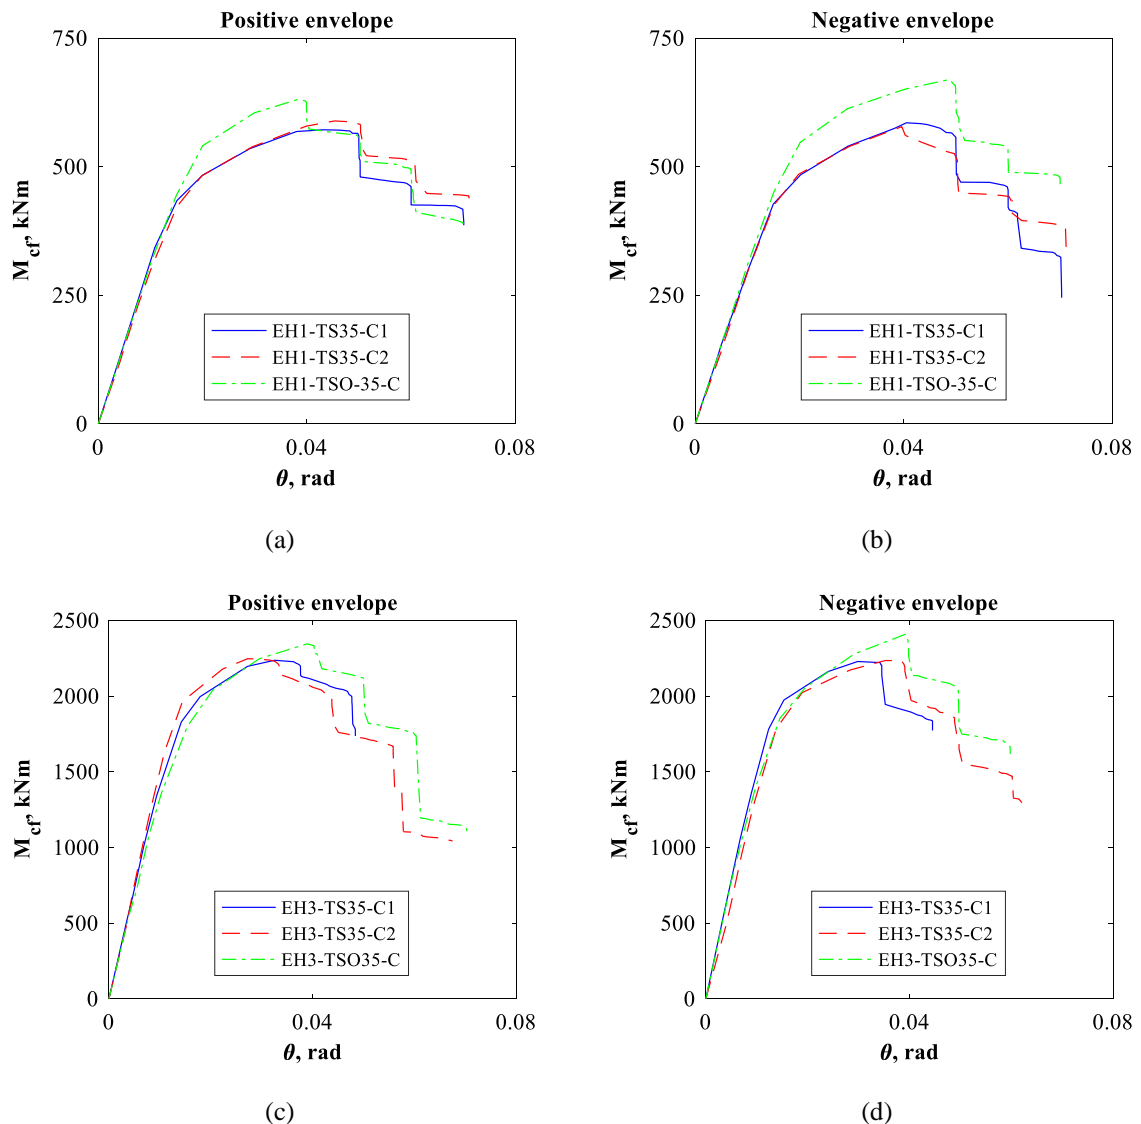 Positive envelope
750
500
250
0
0
0.04
0.08
M_cf, kNm
θ, rad
EH1-TS35-C1
EH1-TS35-C2
EH1-TSO-35-C
(a)
Negative envelope
750
500
250
0
0
0.04
0.08
M_cf, kNm
θ, rad
EH1-TS35-C1
EH1-TS35-C2
EH1-TSO-35-C
(b)
Positive envelope
2500
2000
1500
1000
500
0
0
0.04
0.08
M_cf, kNm
θ, rad
EH3-TS35-C1
EH3-TS35-C2
EH3-TSO35-C
(c)
Negative envelope
2500
2000
1500
1000
500
0
0
0.04
0.08
M_cf, kNm
θ, rad
EH3-TS35-C1
EH3-TS35-C2
EH3-TSO35-C
(d)